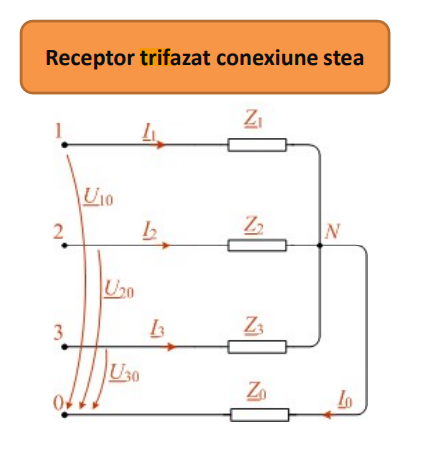 Receptor trifazat conexiune stea
1
I1
Z1
U10
2
I2
Z2
N
U20
3
I3
Z3
U30
0
Z0
I0